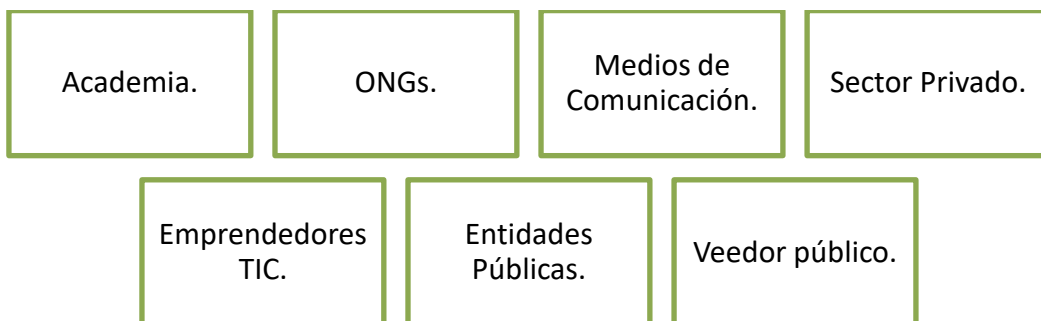 Academia.
ONGs.
Medios de
Comunicación.
Sector Privado.
Emprendedores
TIC.
Entidades
Públicas.
Veedor público.